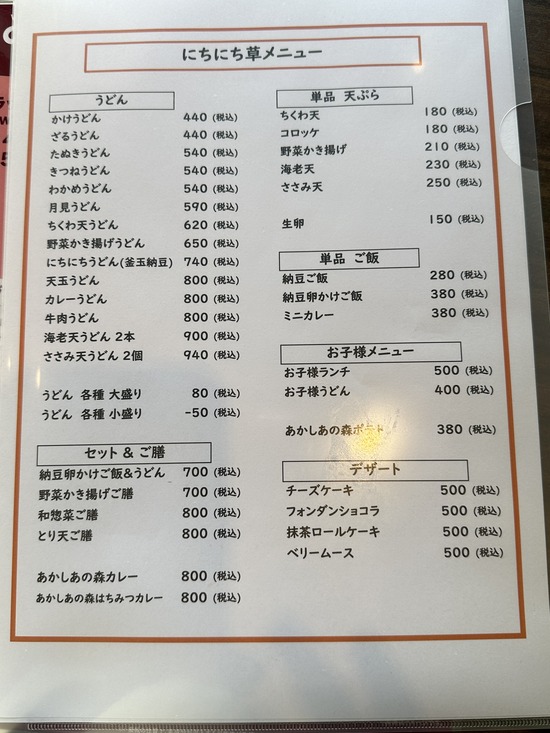 にちにち草メニュー
うどん
かけうどん 440 (税込)
ざるうどん 440 (税込)
たぬきうどん 540 (税込)
きつねうどん 540 (税込)
わかめうどん 540 (税込)
月見うどん 590 (税込)
ちくわ天うどん 620 (税込)
野菜かき揚げうどん 650 (税込)
にちにちうどん(釜玉納豆) 740 (税込)
天玉うどん 800 (税込)
カレーうどん 800 (税込)
牛肉うどん 800 (税込)
海老天うどん 2本 900 (税込)
ささみ天うどん 2個 940 (税込)
うどん 各種 大盛り 80 (税込)
うどん 各種 小盛り -50 (税込)
セット & ご膳
納豆卵かけご飯&うどん 700 (税込)
野菜かき揚げご膳 700 (税込)
和惣菜ご膳 800 (税込)
とり天ご膳 800 (税込)
あかしあの森カレー 800 (税込)
あかしあの森はちみつカレー 800 (税込)
単品 天ぷら
ちくわ天 180 (税込)
コロッケ 180 (税込)
野菜かき揚げ 210 (税込)
海老天 230 (税込)
ささみ天 250 (税込)
生卵 150 (税込)
単品 ご飯
納豆ご飯 280 (税込)
納豆卵かけご飯 380 (税込)
ミニカレー 380 (税込)
お子様メニュー
お子様ランチ 500 (税込)
お子様うどん 400 (税込)
あかしあの森ポテト 380 (税込)
デザート
チーズケーキ 500 (税込)
フォンダンショコラ 500 (税込)
抹茶ロールケーキ 500 (税込)
ベリームース 500 (税込)